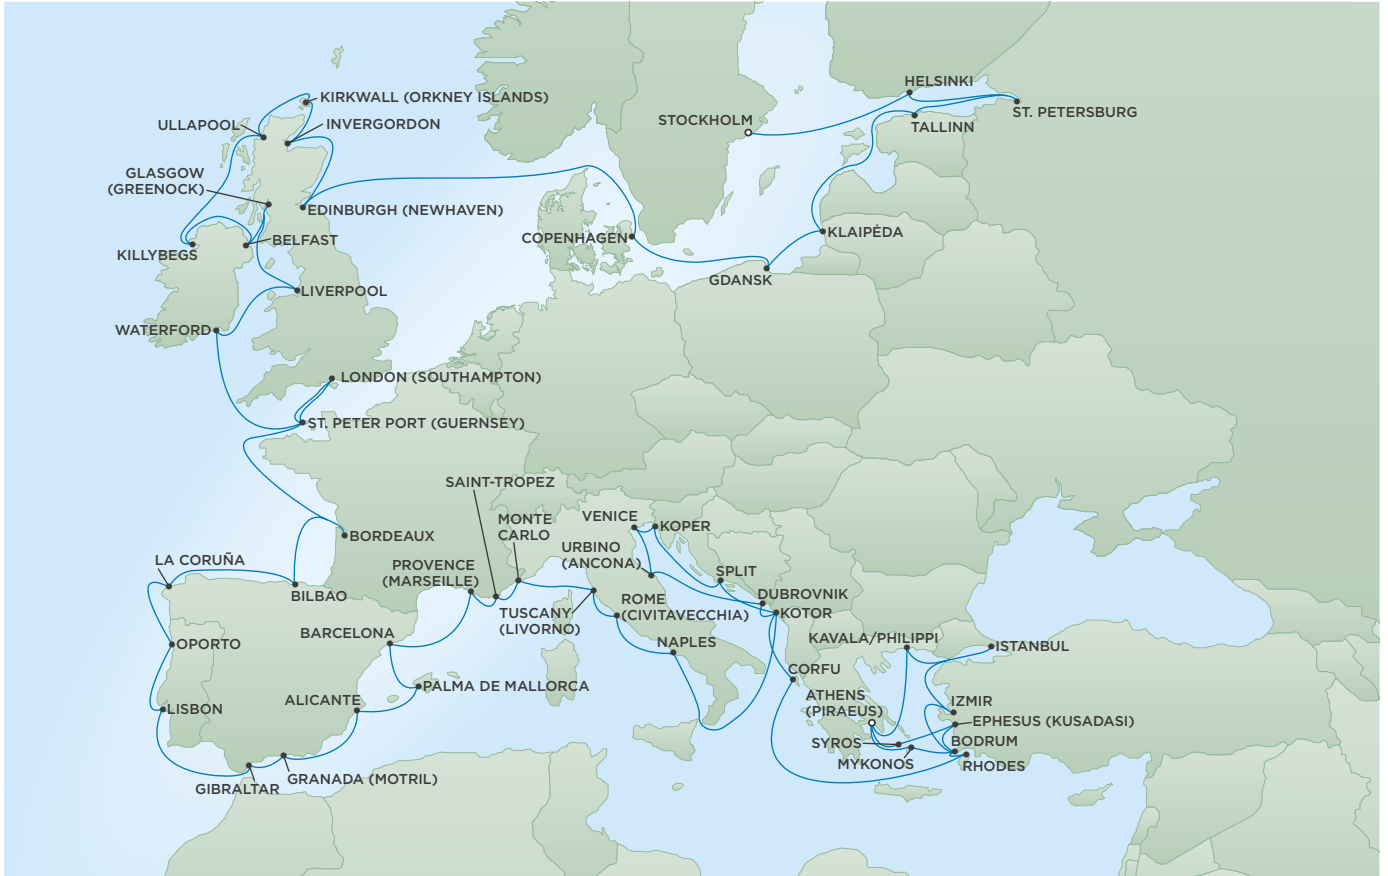 HELSINKI
KIRKWALL (ORKNEY ISLANDS)
ST. PETERSBURG
STOCKHOLM
ULLAPOOL
INVERGORDON
TALLINN
GLASGOW
(GREENOCK)
EDINBURGH (NEWHAVEN)
KLAIPĖDA
COPENHAGEN
BELFAST
KILLYBEGS
GDANSK
LIVERPOOL
WATERFORD
LONDON (SOUTHAMPTON)
ST. PETER PORT (GUERNSEY)
SAINT-TROPEZ
MONTE
CARLO
VENICE
KOPER
BORDEAUX
URBINO
(ANCONA)
LA CORUÑA
PROVENCE
(MARSEILLE)
SPLIT
BILBAO
DUBROVNIK
TUSCANY
(LIVORNO)
ROME
(CIVITAVECCHIA)
KOTOR
BARCELONA
KAVALA/PHILIPPI
OPORTO
NAPLES
ISTANBUL
CORFU
PALMA DE MALLORCA
ATHENS
(PIRAEUS)
ALICANTE
IZMIR
LISBON
EPHESUS (KUSADASI)
SYROS
BODRUM
MYKONOS
RHODES
GRANADA (MOTRIL)
GIBRALTAR